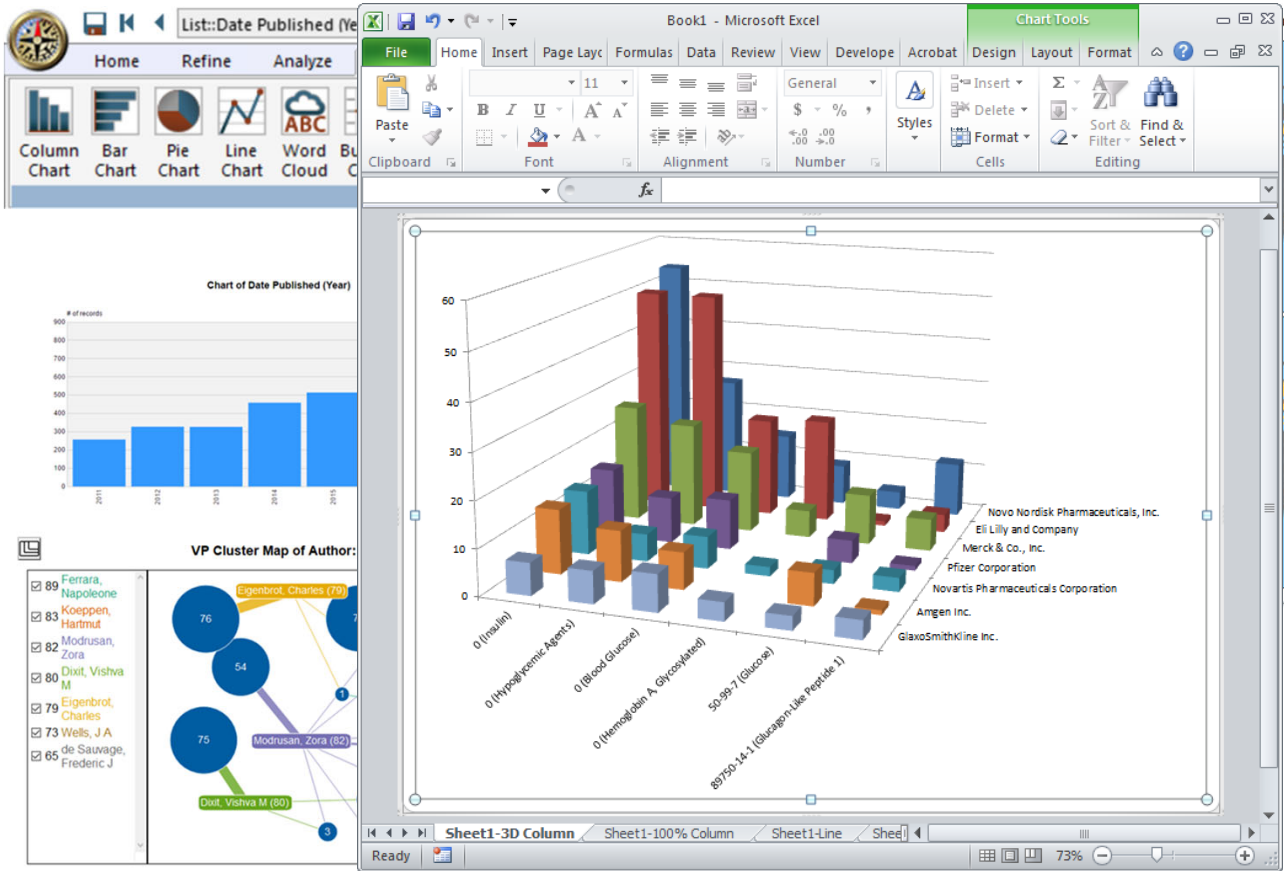 List::Date Published (Ye
Home Refine Analyze
Column Chart
Bar Chart
Pie Chart
Line Chart
ABC
Word Cloud
Chart of Date Published (Year)
# of records
900
800
700
600
500
400
300
200
100
0
2011 2012 2013 2014 2015
VP Cluster Map of Author:
89 Ferrara, Napoleone
83 Koeppen, Hartmut
82 Modrusan, Zora
80 Dixit, Vishva M
79 Eigenbrot, Charles
73 Wells, J A
65 de Sauvage, Frederic J
Eigenbrot, Charles (79)
76
54
1
75
Modrusan, Zora (82)
Dixit, Vishva M (80)
3
Book1 - Microsoft Excel
Chart Tools
File Home Insert Page Layc Formulas Data Review View Develope Acrobat Design Layout Format
Paste
Clipboard
11
B I U A A
A
Font
Alignment
General
$ % ,
.0 .00
.00 .0
Number
A
Styles
Insert
Delete
Format
Cells
Σ
A
Z
Sort & Filter
Find & Select
Editing
fx
60
50
40
30
20
10
0
Novo Nordisk Pharmaceuticals, Inc.
Eli Lilly and Company
Merck & Co., Inc.
Pfizer Corporation
Novartis Pharmaceuticals Corporation
Amgen Inc.
GlaxoSmithKline Inc.
0 (Insulin)
0 (Hypoglycemic Agents)
0 (Blood Glucose)
0 (Hemoglobin A, Glycosylated)
50-99-7 (Glucose)
89750-14-1 (Glucagon-Like Peptide 1)
Sheet1-3D Column Sheet1-100% Column Sheet1-Line Shee
Ready 73%